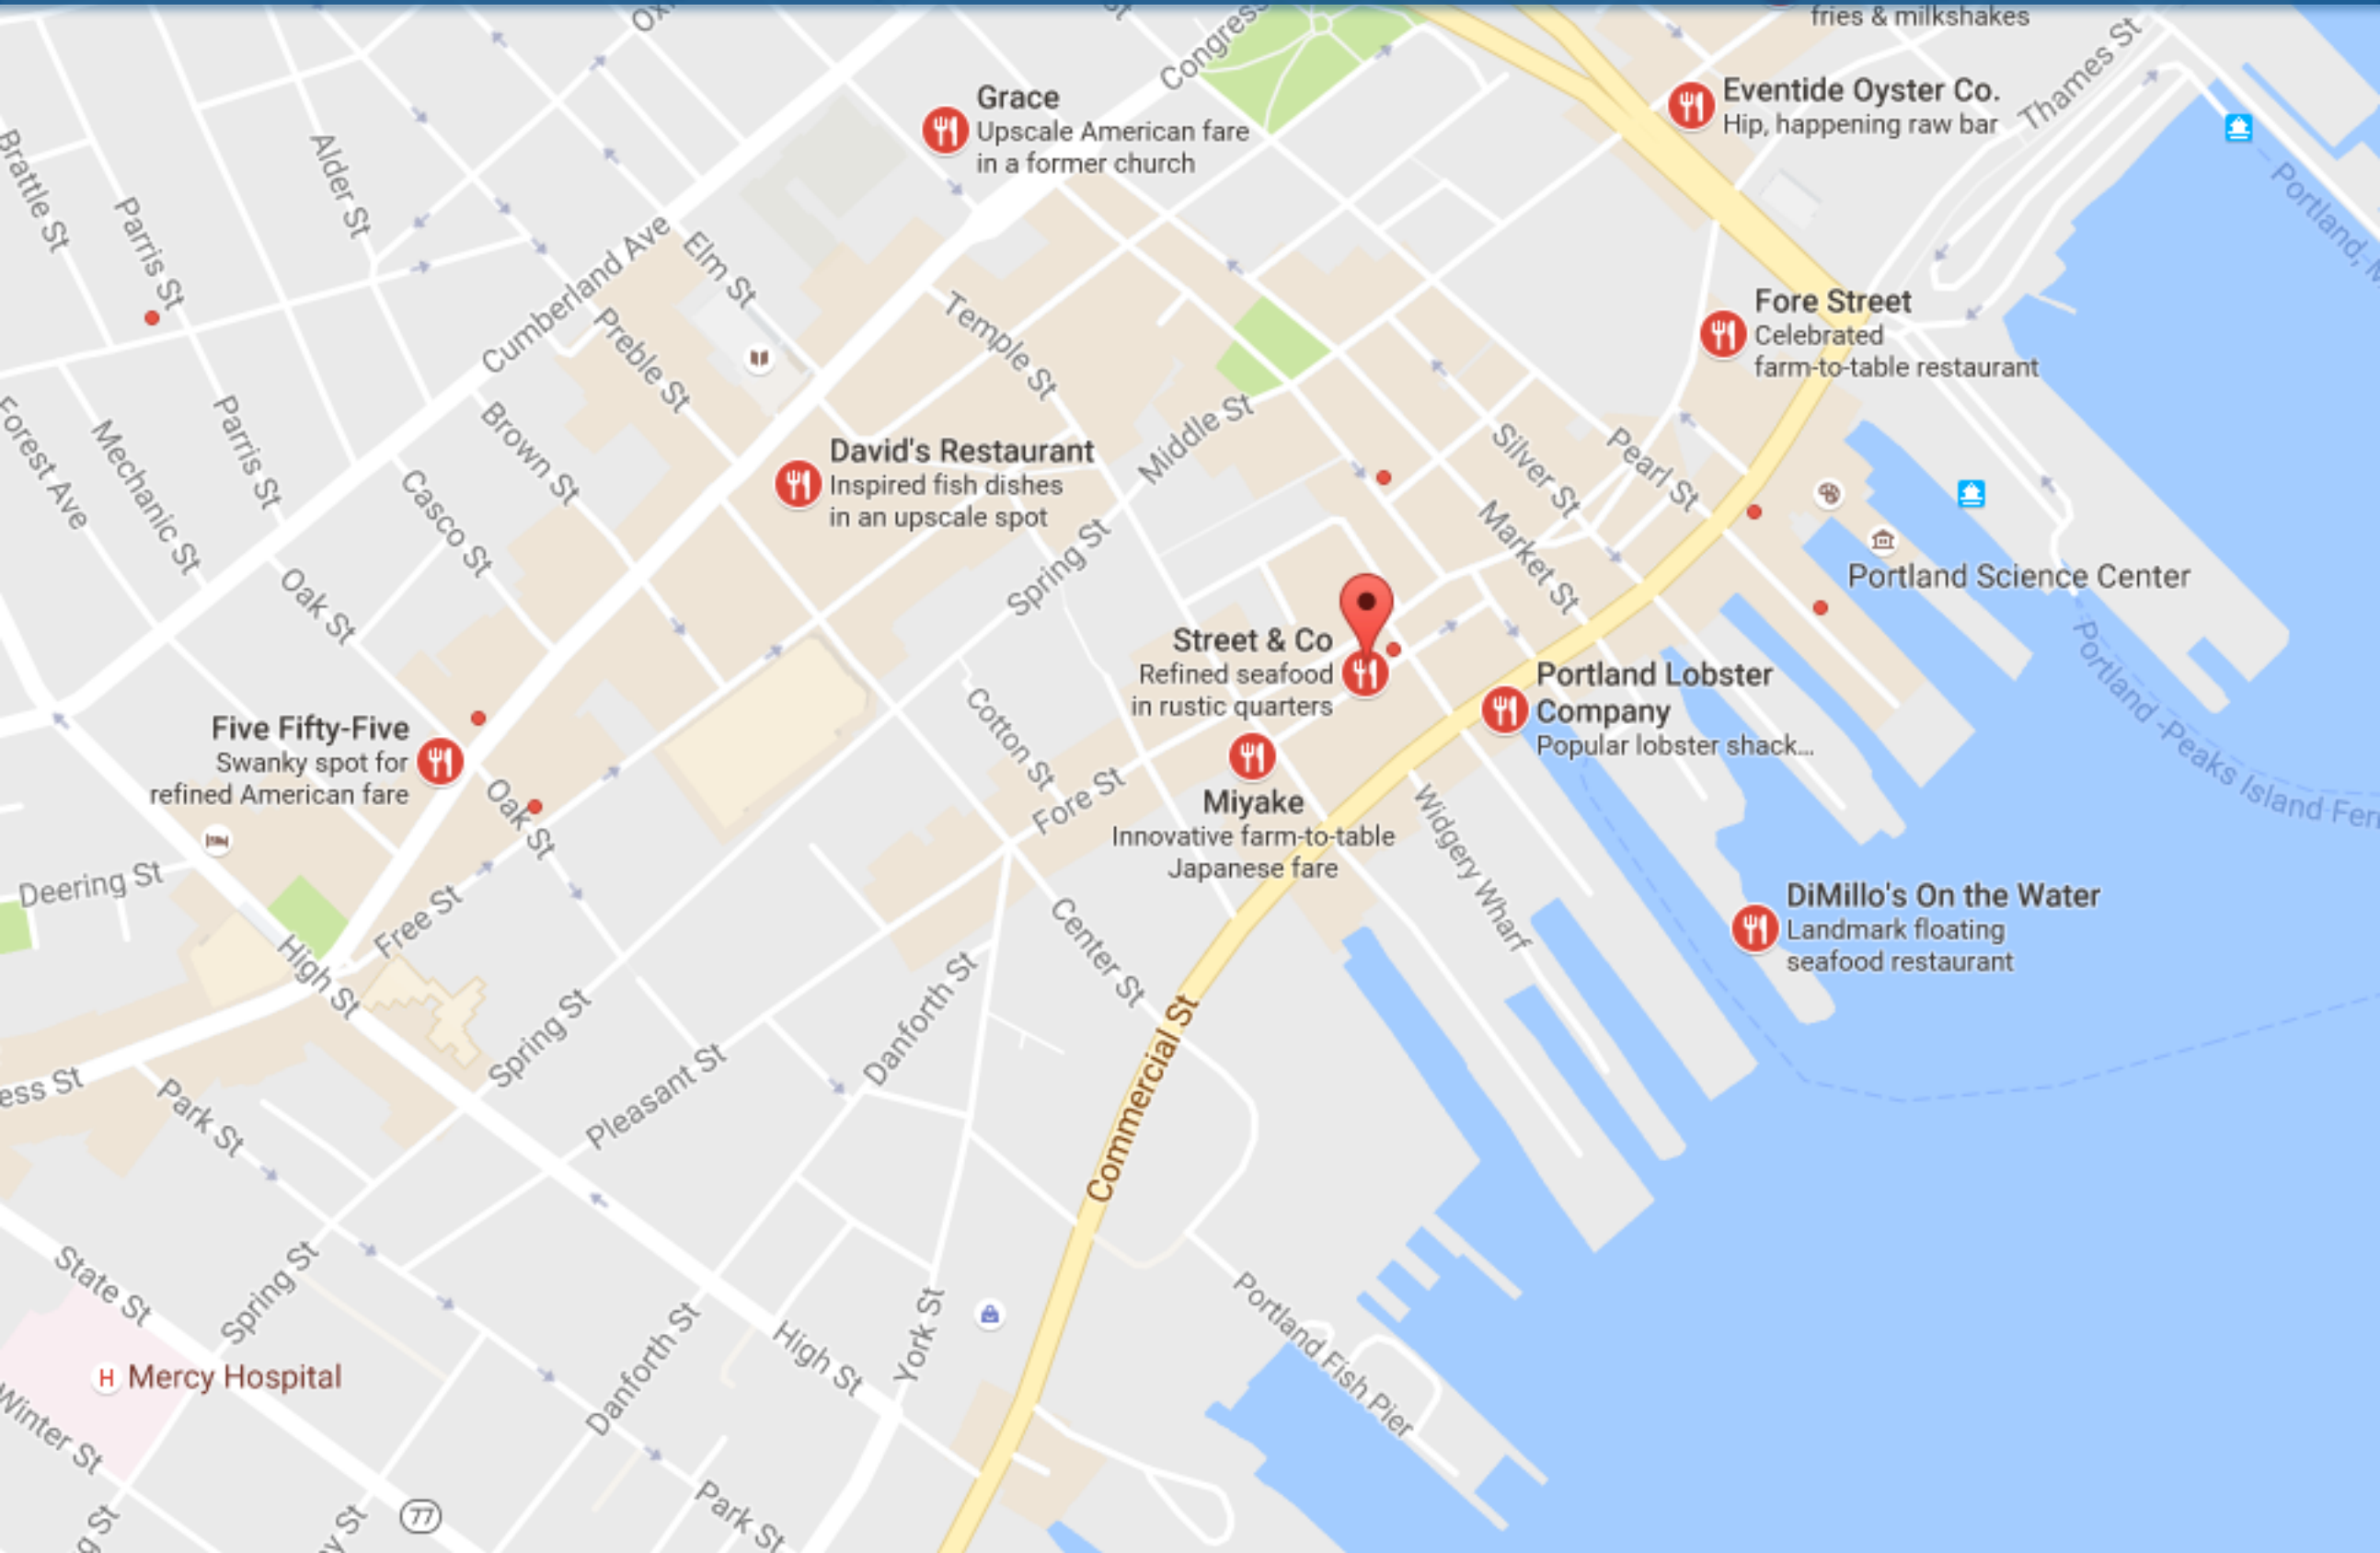 fries & milkshakes
Congress
Thames St
Grace
Upscale American fare
in a former church
Eventide Oyster Co.
Hip, happening raw bar
Brattle St
Parris St
Alder St
Elm St
Cumberland Ave
Preble St
Temple St
Fore Street
Celebrated
farm-to-table restaurant
Forest Ave
Mechanic St
Parris St
Casco St
Brown St
Middle St
Silver St
Pearl St
Market St
David's Restaurant
Inspired fish dishes
in an upscale spot
Spring St
Oak St
Portland Science Center
Street & Co
Refined seafood
in rustic quarters
Portland Lobster
Company
Popular lobster shack...
Portland -Peaks Island Fer
Five Fifty-Five
Swanky spot for
refined American fare
Oak St
Cotton St
Fore St
Miyake
Innovative farm-to-table
Japanese fare
Widgery Wharf
Deering St
Free St
High St
Center St
DiMillo's On the Water
Landmark floating
seafood restaurant
Danforth St
Spring St
Pleasant St
Commercial St
ess St
Park St
State St
Spring St
Portland Fish Pier
York St
High St
Danforth St
H Mercy Hospital
Winter St
77
Park St
g St
y St